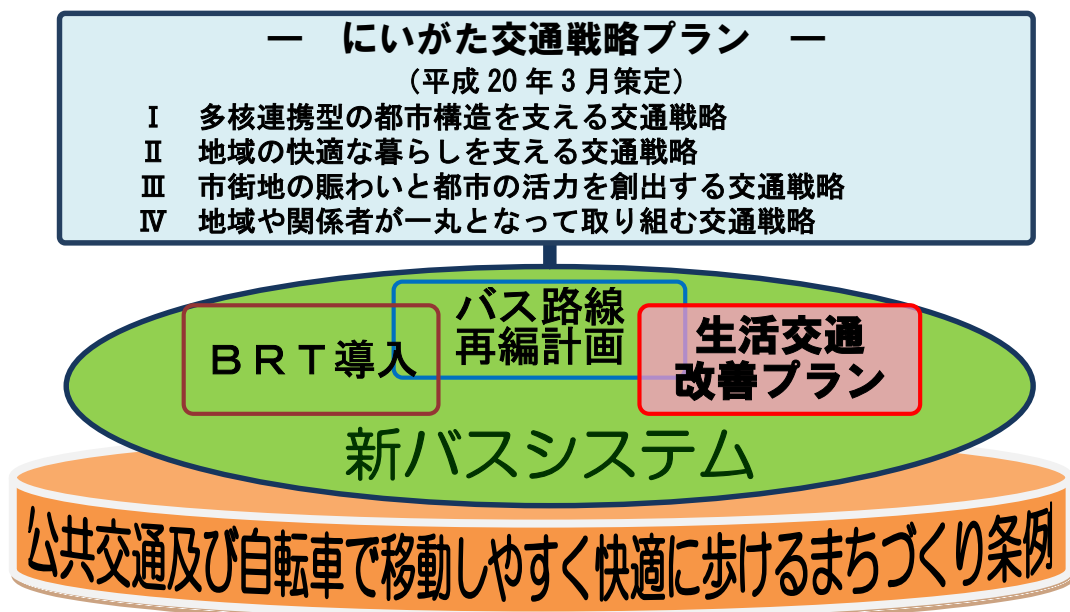 ― にいがた交通戦略プラン ―
（平成 20 年 3 月策定）
Ⅰ 多核連携型の都市構造を支える交通戦略
Ⅱ 地域の快適な暮らしを支える交通戦略
Ⅲ 市街地の賑わいと都市の活力を創出する交通戦略
Ⅳ 地域や関係者が一丸となって取り組む交通戦略
ＢＲＴ導入
バス路線
再編計画
生活交通
改善プラン
新バスシステム
公共交通及び自転車で移動しやすく快適に歩けるまちづくり条例